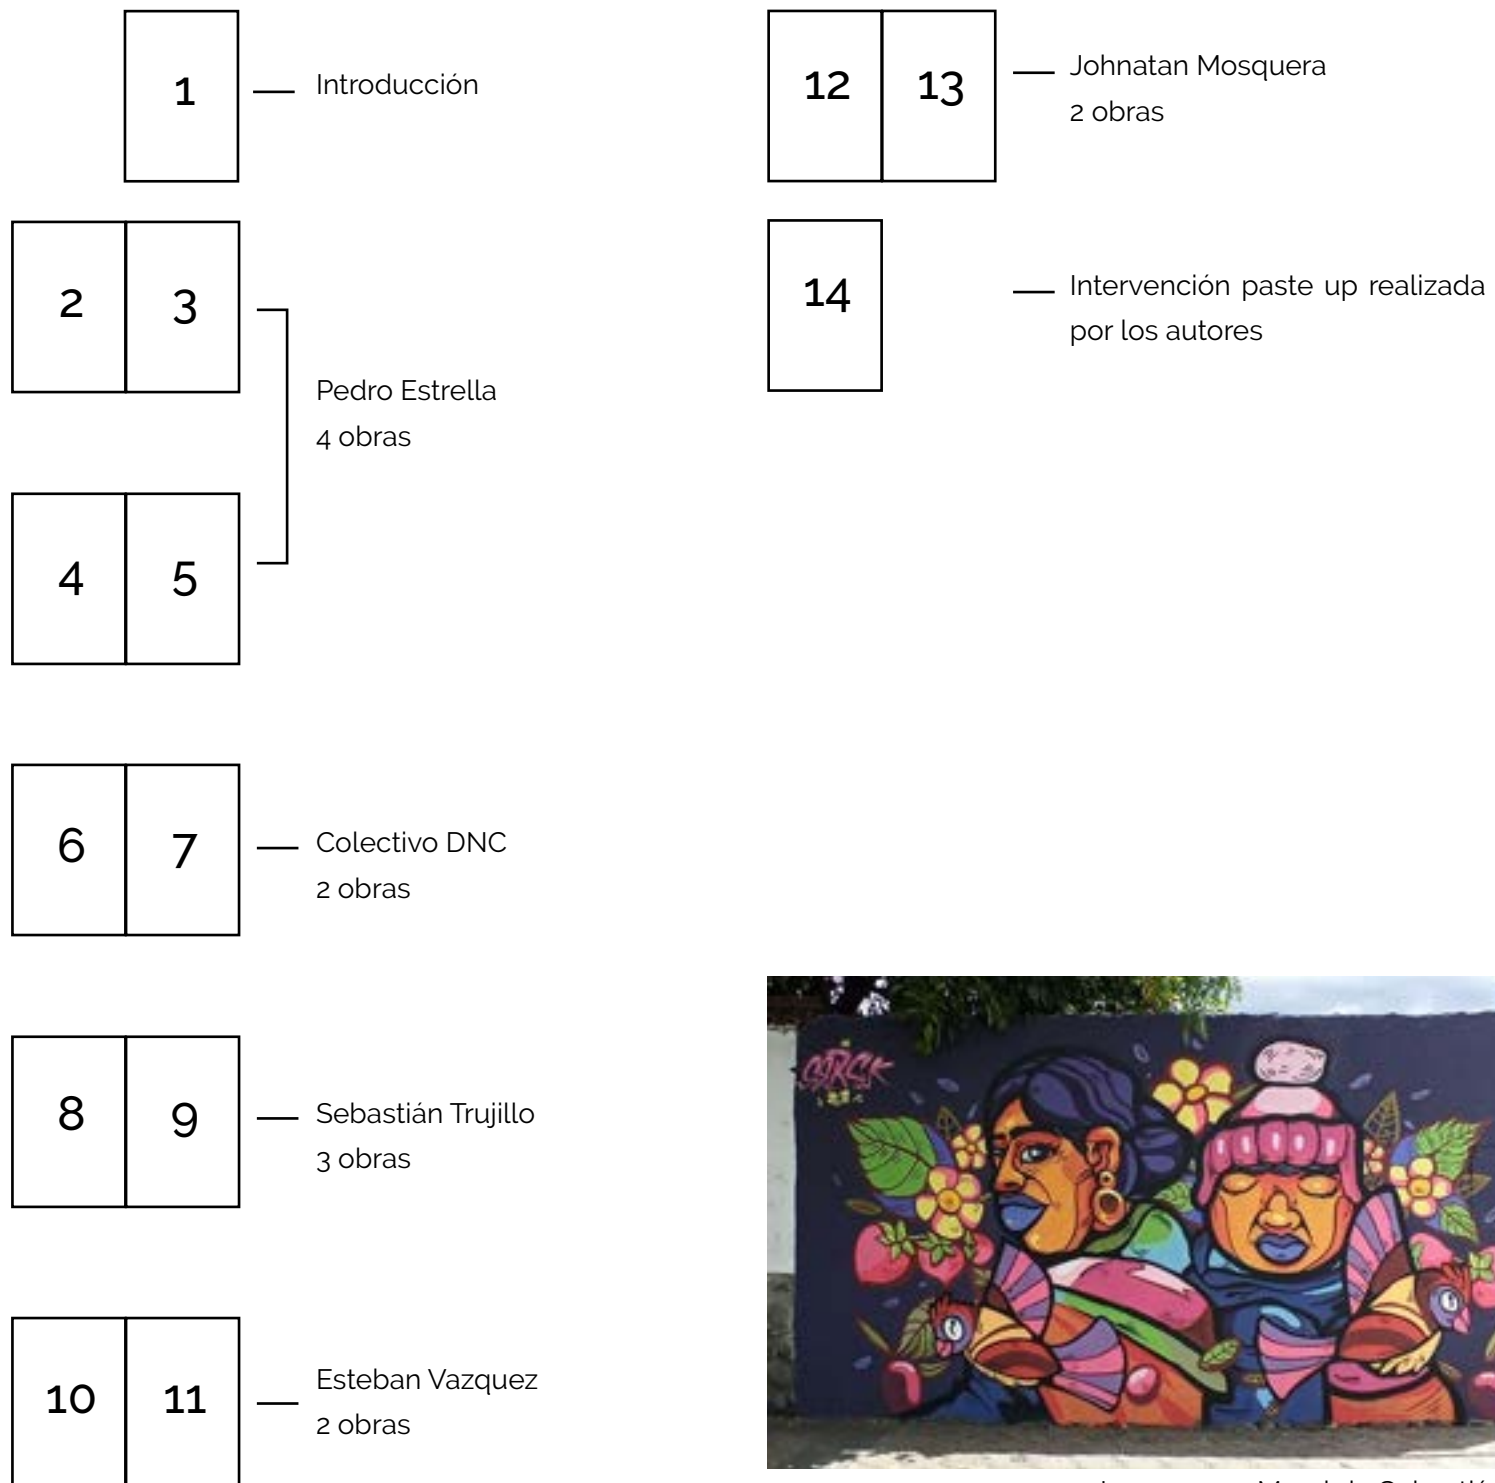 1
Introducción
2 3
Pedro Estrella
4 obras
4 5
6 7
Colectivo DNC
2 obras
8 9
Sebastián Trujillo
3 obras
10 11
Esteban Vazquez
2 obras
12 13
Johnatan Mosquera
2 obras
14
Intervención paste up realizada
por los autores